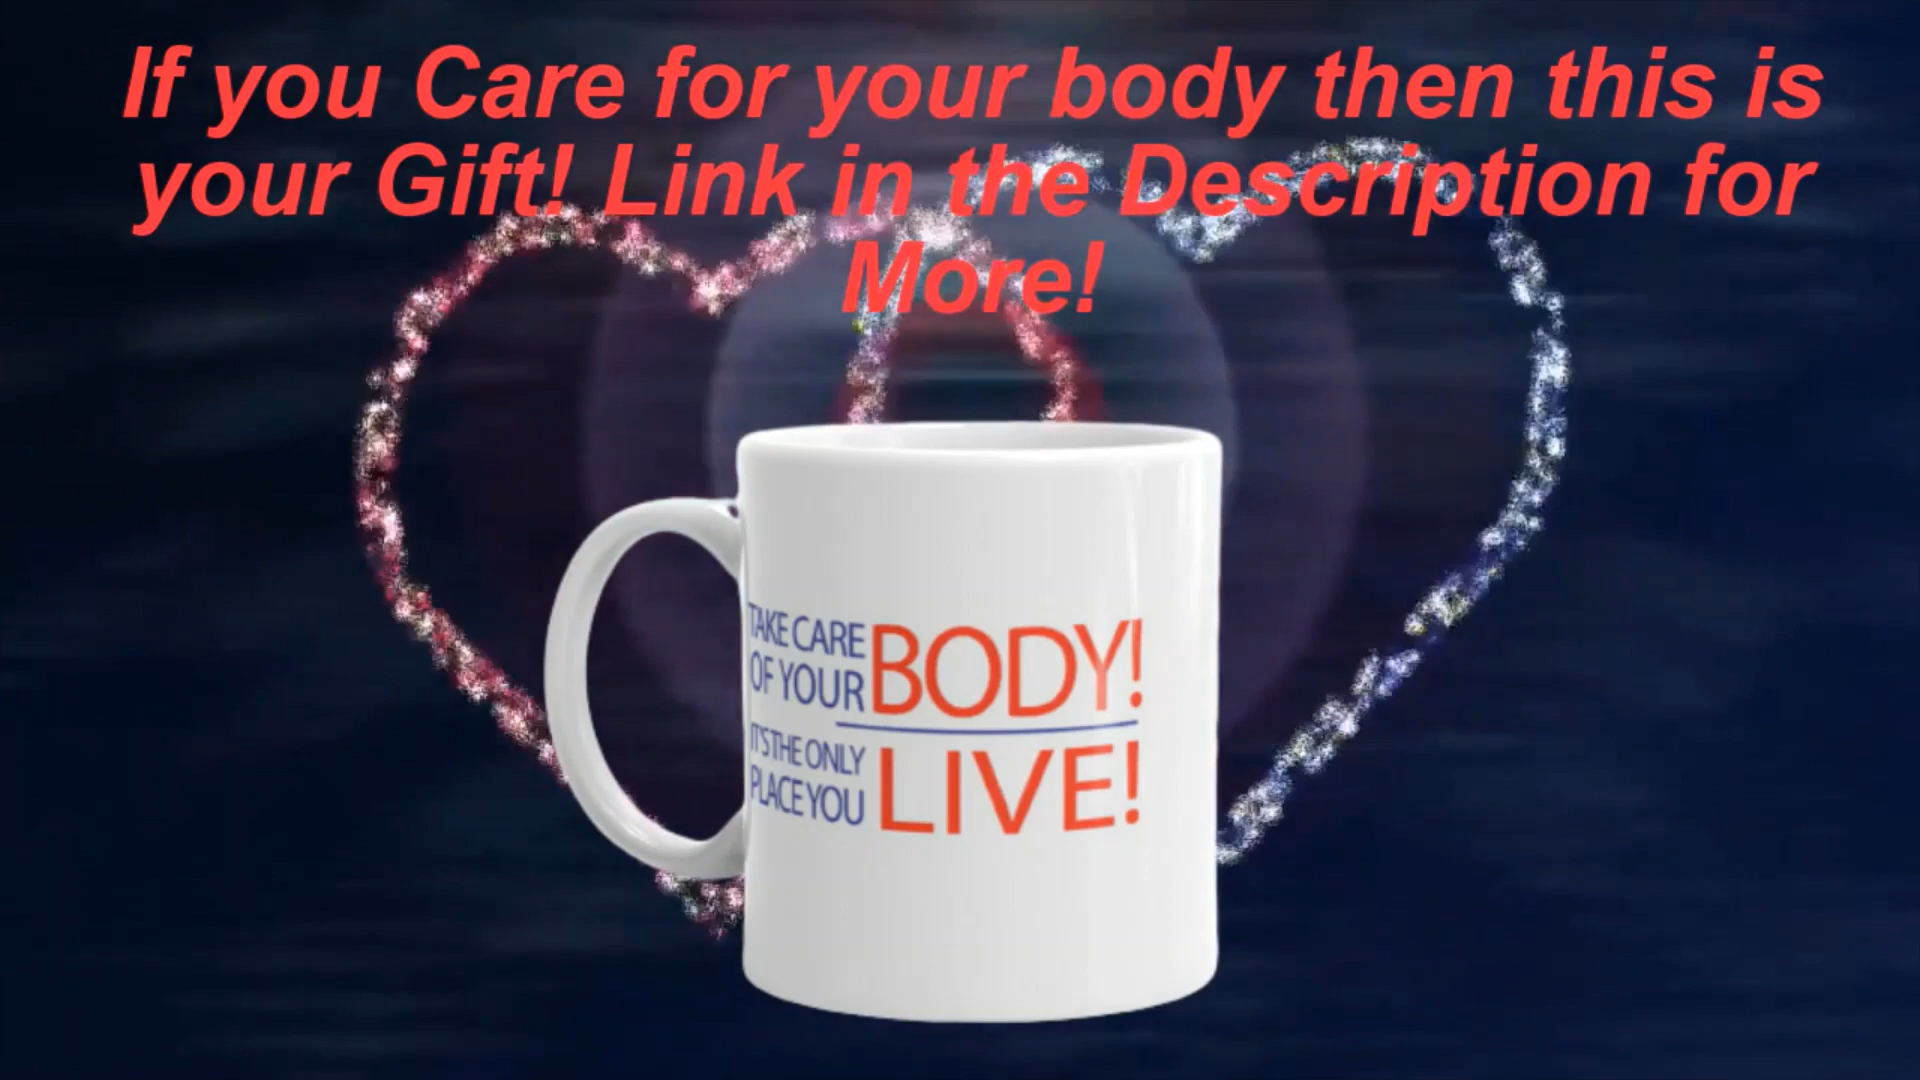 If you Care for your body then this is
your Gift! Link in the Description for
More!
TAKE CARE
OF YOUR BODY!
IT'S THE ONLY
PLACE YOU LIVE!